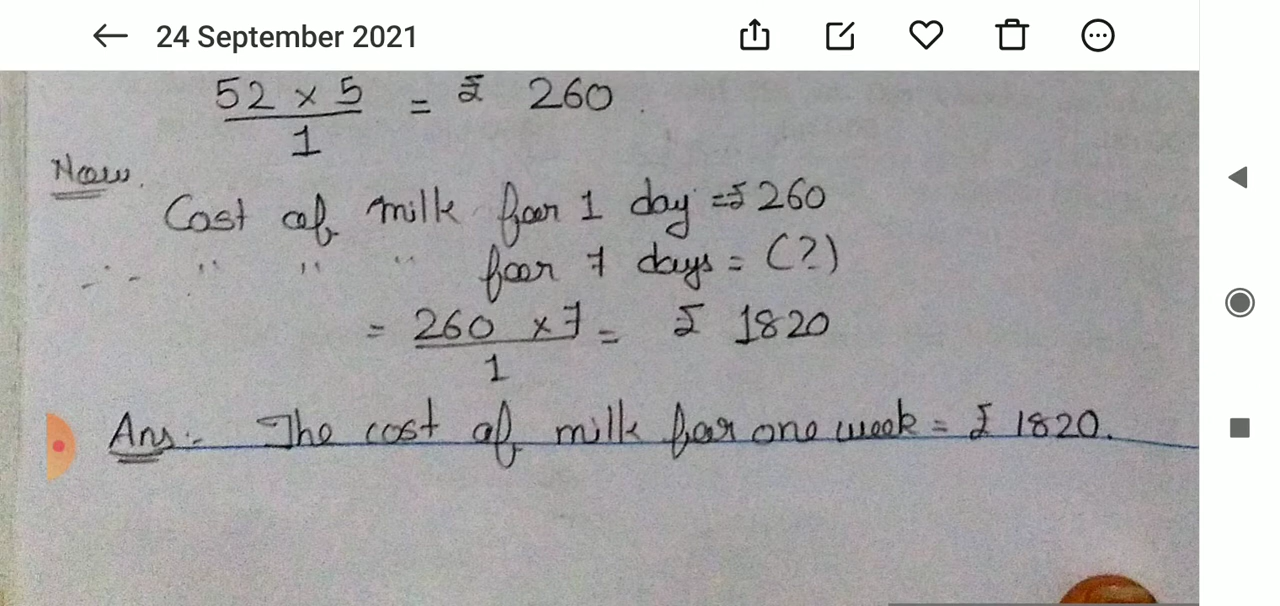 24 September 2021
52 x 5 = ₹ 260
1
Now.
Cost of milk for 1 day = ₹ 260
" " " " for 7 days = (?)
= 260 x 7 = ₹ 1820
1
Ans:- The cost of milk for one week = ₹ 1820.